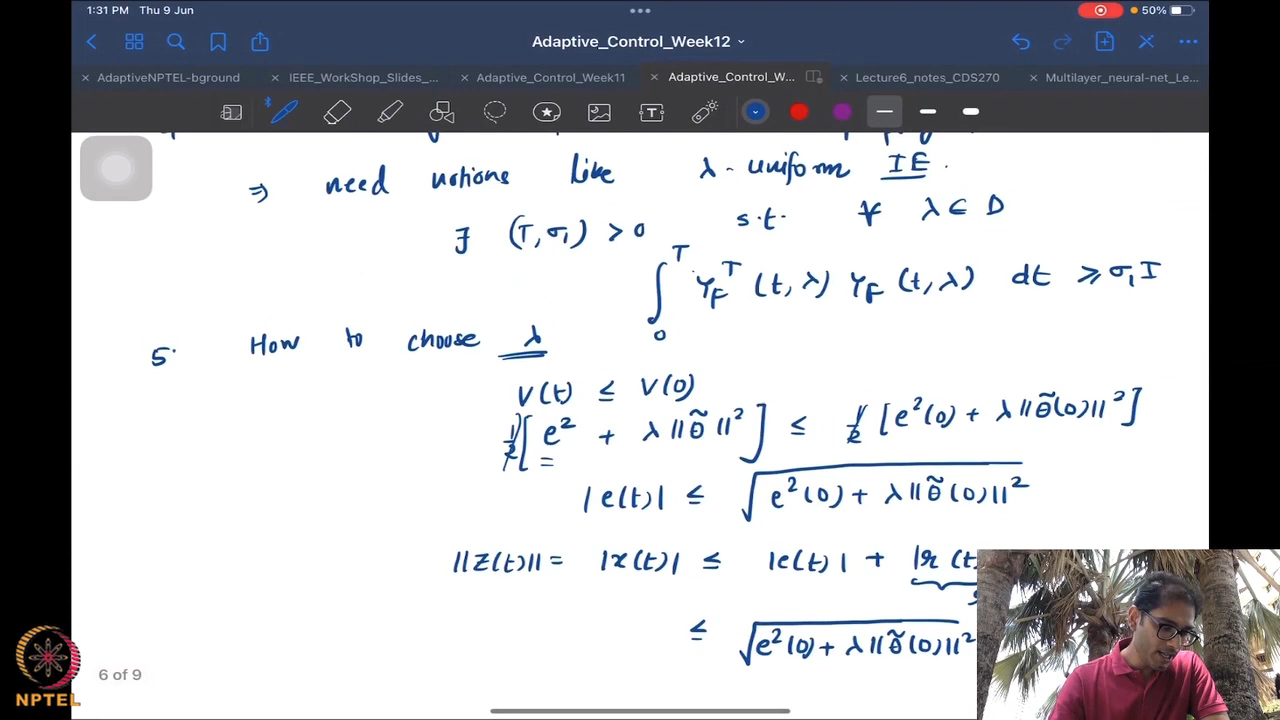 1:31 PM Thu 9 Jun
50%
Adaptive_Control_Week12
AdaptiveNPTEL-bground
IEEE_WorkShop_Slides_...
Adaptive_Control_Week11
Adaptive_Control_W...
Lecture6_notes_CDS270
Multilayer_neural-net_Le...
⇒ need notions like λ-uniform IE.
∃ (T, σ₁) > 0 s.t. ∀ λ ∈ D
∫₀ᵀ Y_Fᵀ (t, λ) Y_F (t, λ) dt ≥ σ₁ I
5. How to choose λ
V(t) ≤ V(0)
1/2 [e² + λ ||θ̃||²] ≤ 1/2 [e²(0) + λ ||θ̃(0)||²]
|e(t)| ≤ √(e²(0) + λ ||θ̃(0)||²)
||Z(t)|| = |x(t)| ≤ |e(t)| + |r(t
≤ √(e²(0) + λ ||θ̃(0)||²)
6 of 9
NPTEL